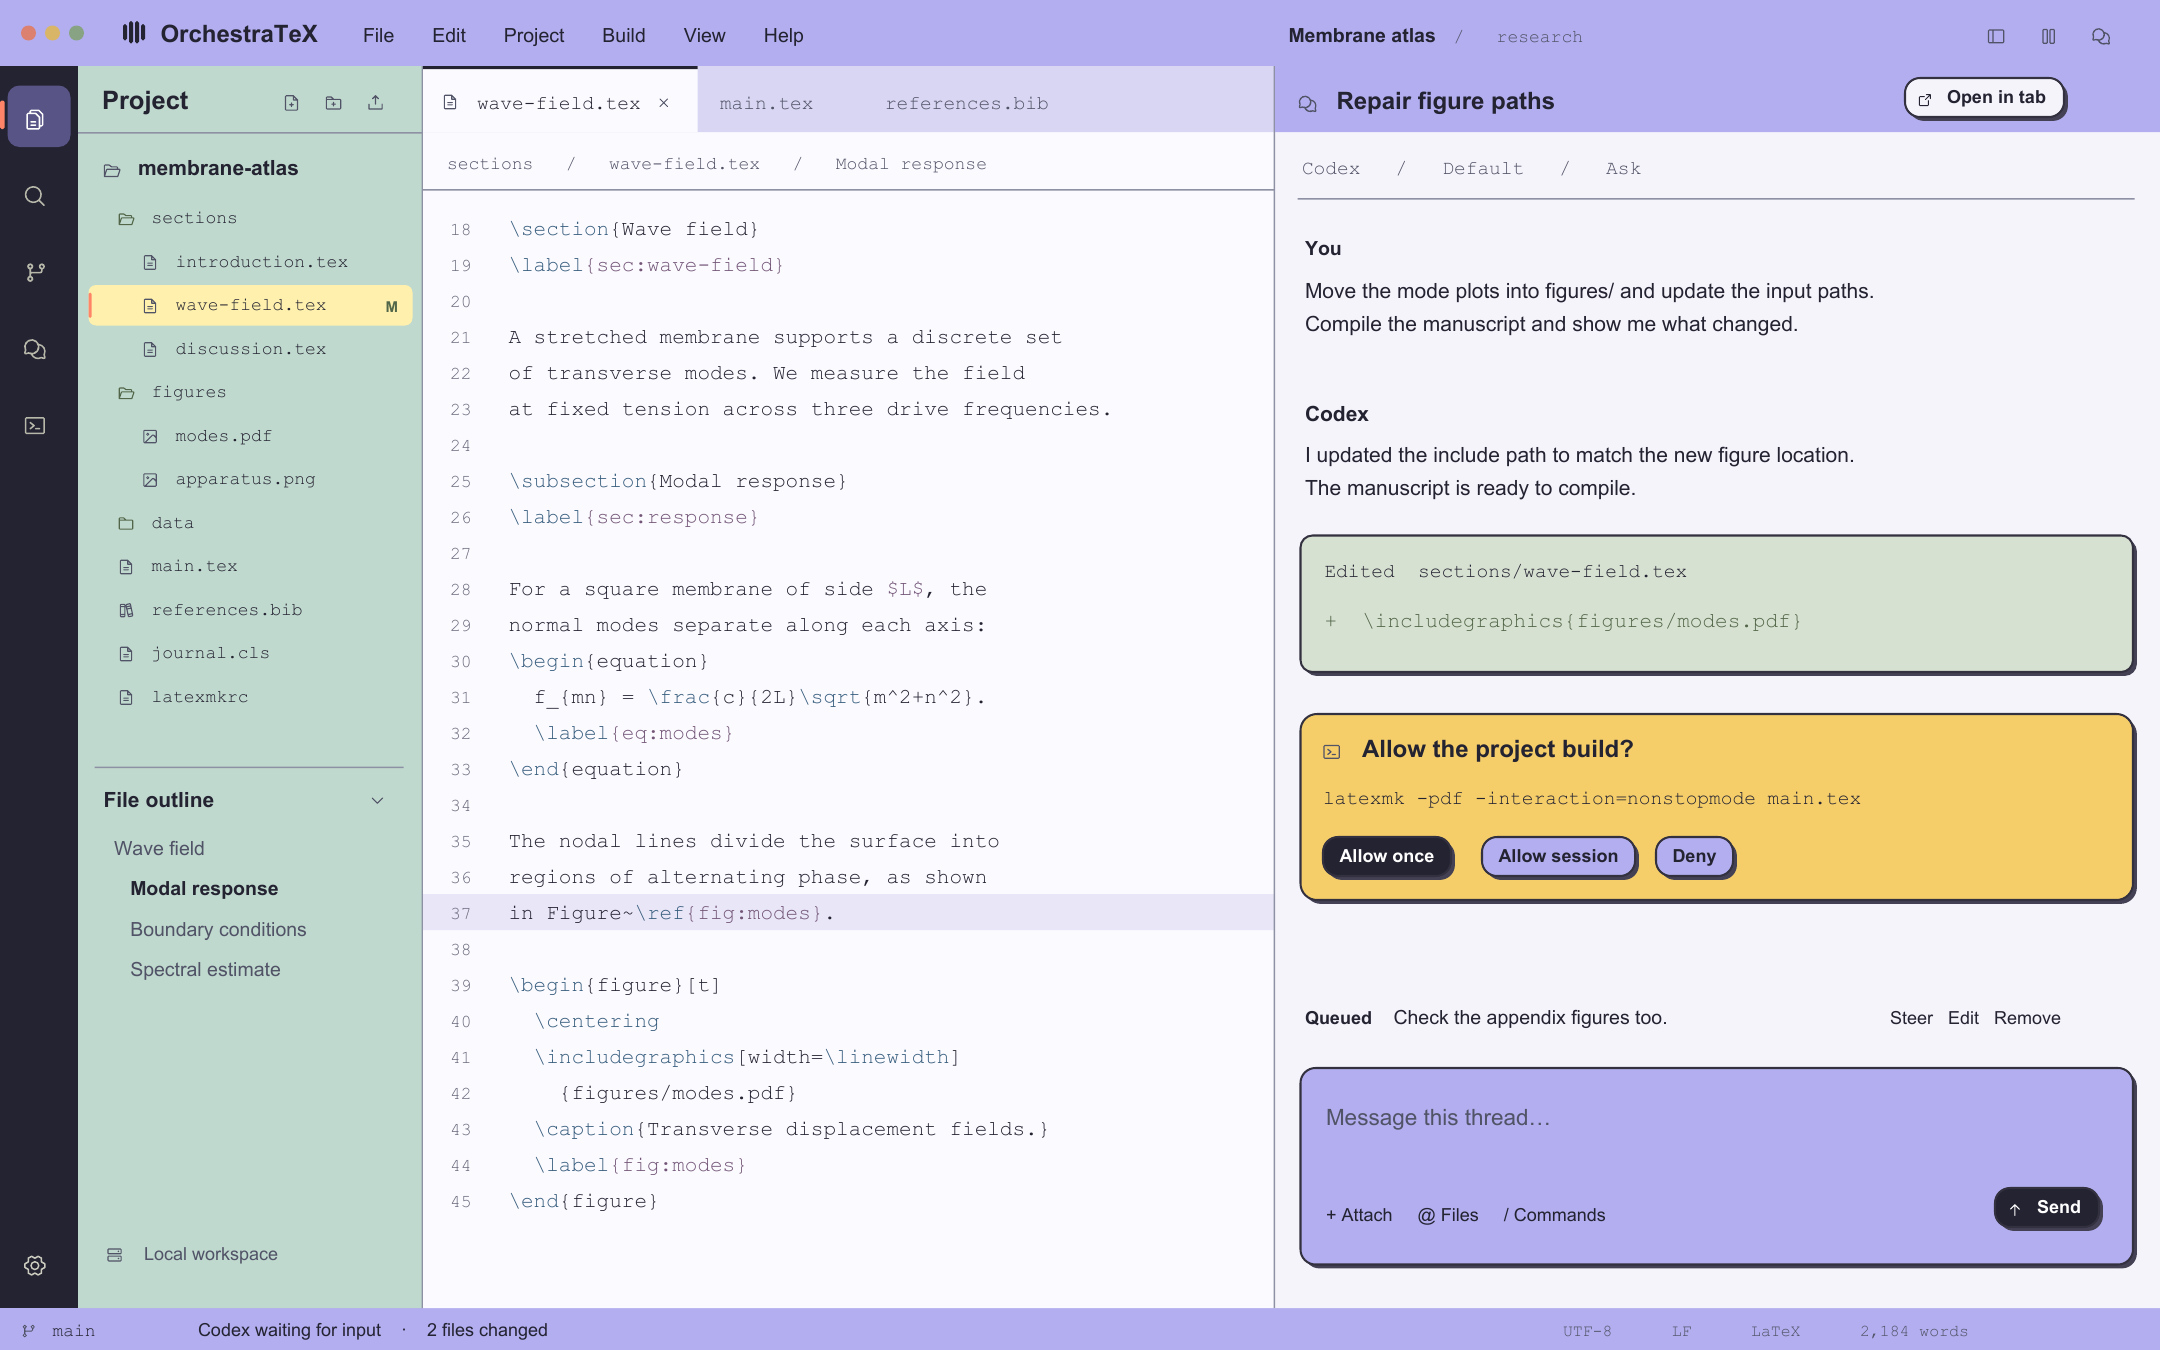 OrchestraTeX File Edit Project Build View Help
Membrane atlas / research
Project
membrane-atlas
sections
introduction.tex
wave-field.tex M
discussion.tex
figures
modes.pdf
apparatus.png
data
main.tex
references.bib
journal.cls
latexmkrc
File outline
Wave field
Modal response
Boundary conditions
Spectral estimate
Local workspace
wave-field.tex × main.tex references.bib
sections / wave-field.tex / Modal response
18 \section{Wave field}
19 \label{sec:wave-field}
20
21 A stretched membrane supports a discrete set
22 of transverse modes. We measure the field
23 at fixed tension across three drive frequencies.
24
25 \subsection{Modal response}
26 \label{sec:response}
27
28 For a square membrane of side $L$, the
29 normal modes separate along each axis:
30 \begin{equation}
31 f_{mn} = \frac{c}{2L}\sqrt{m^2+n^2}.
32 \label{eq:modes}
33 \end{equation}
34
35 The nodal lines divide the surface into
36 regions of alternating phase, as shown
37 in Figure~\ref{fig:modes}.
38
39 \begin{figure}[t]
40 \centering
41 \includegraphics[width=\linewidth]
42 {figures/modes.pdf}
43 \caption{Transverse displacement fields.}
44 \label{fig:modes}
45 \end{figure}
Repair figure paths Open in tab
Codex / Default / Ask
You
Move the mode plots into figures/ and update the input paths.
Compile the manuscript and show me what changed.
Codex
I updated the include path to match the new figure location.
The manuscript is ready to compile.
Edited sections/wave-field.tex
+ \includegraphics{figures/modes.pdf}
Allow the project build?
latexmk -pdf -interaction=nonstopmode main.tex
Allow once Allow session Deny
Queued Check the appendix figures too. Steer Edit Remove
Message this thread…
+ Attach @ Files / Commands Send
main Codex waiting for input · 2 files changed UTF-8 LF LaTeX 2,184 words